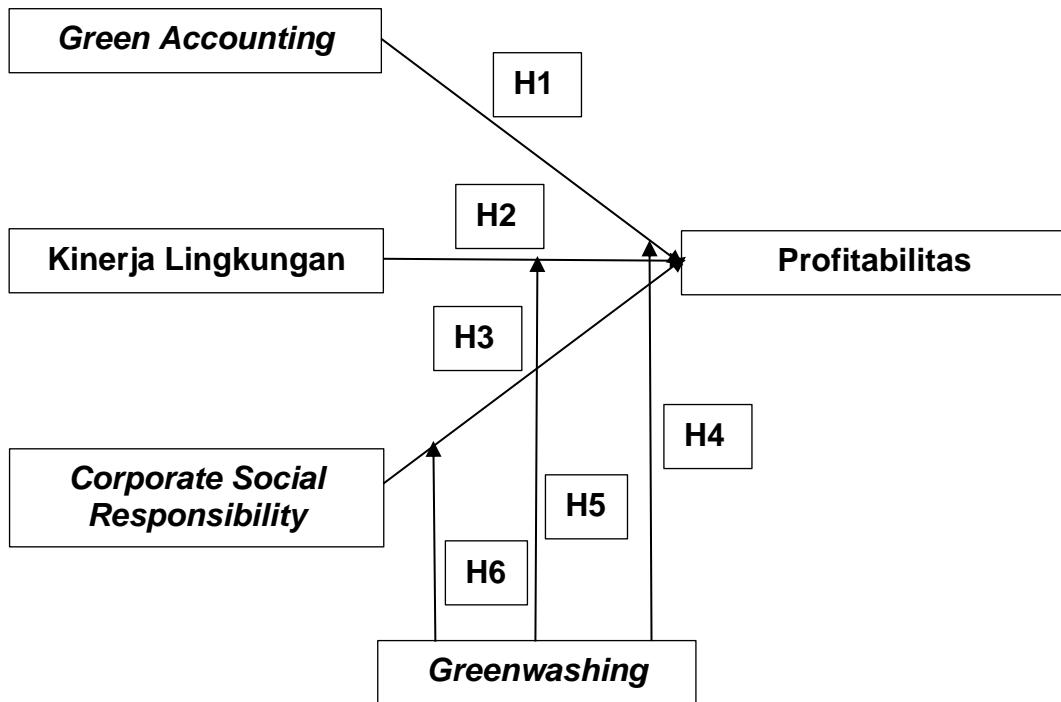 Green Accounting
H1
H2
Kinerja Lingkungan
Profitabilitas
H3
H4
Corporate Social
Responsibility
H5
H6
Greenwashing